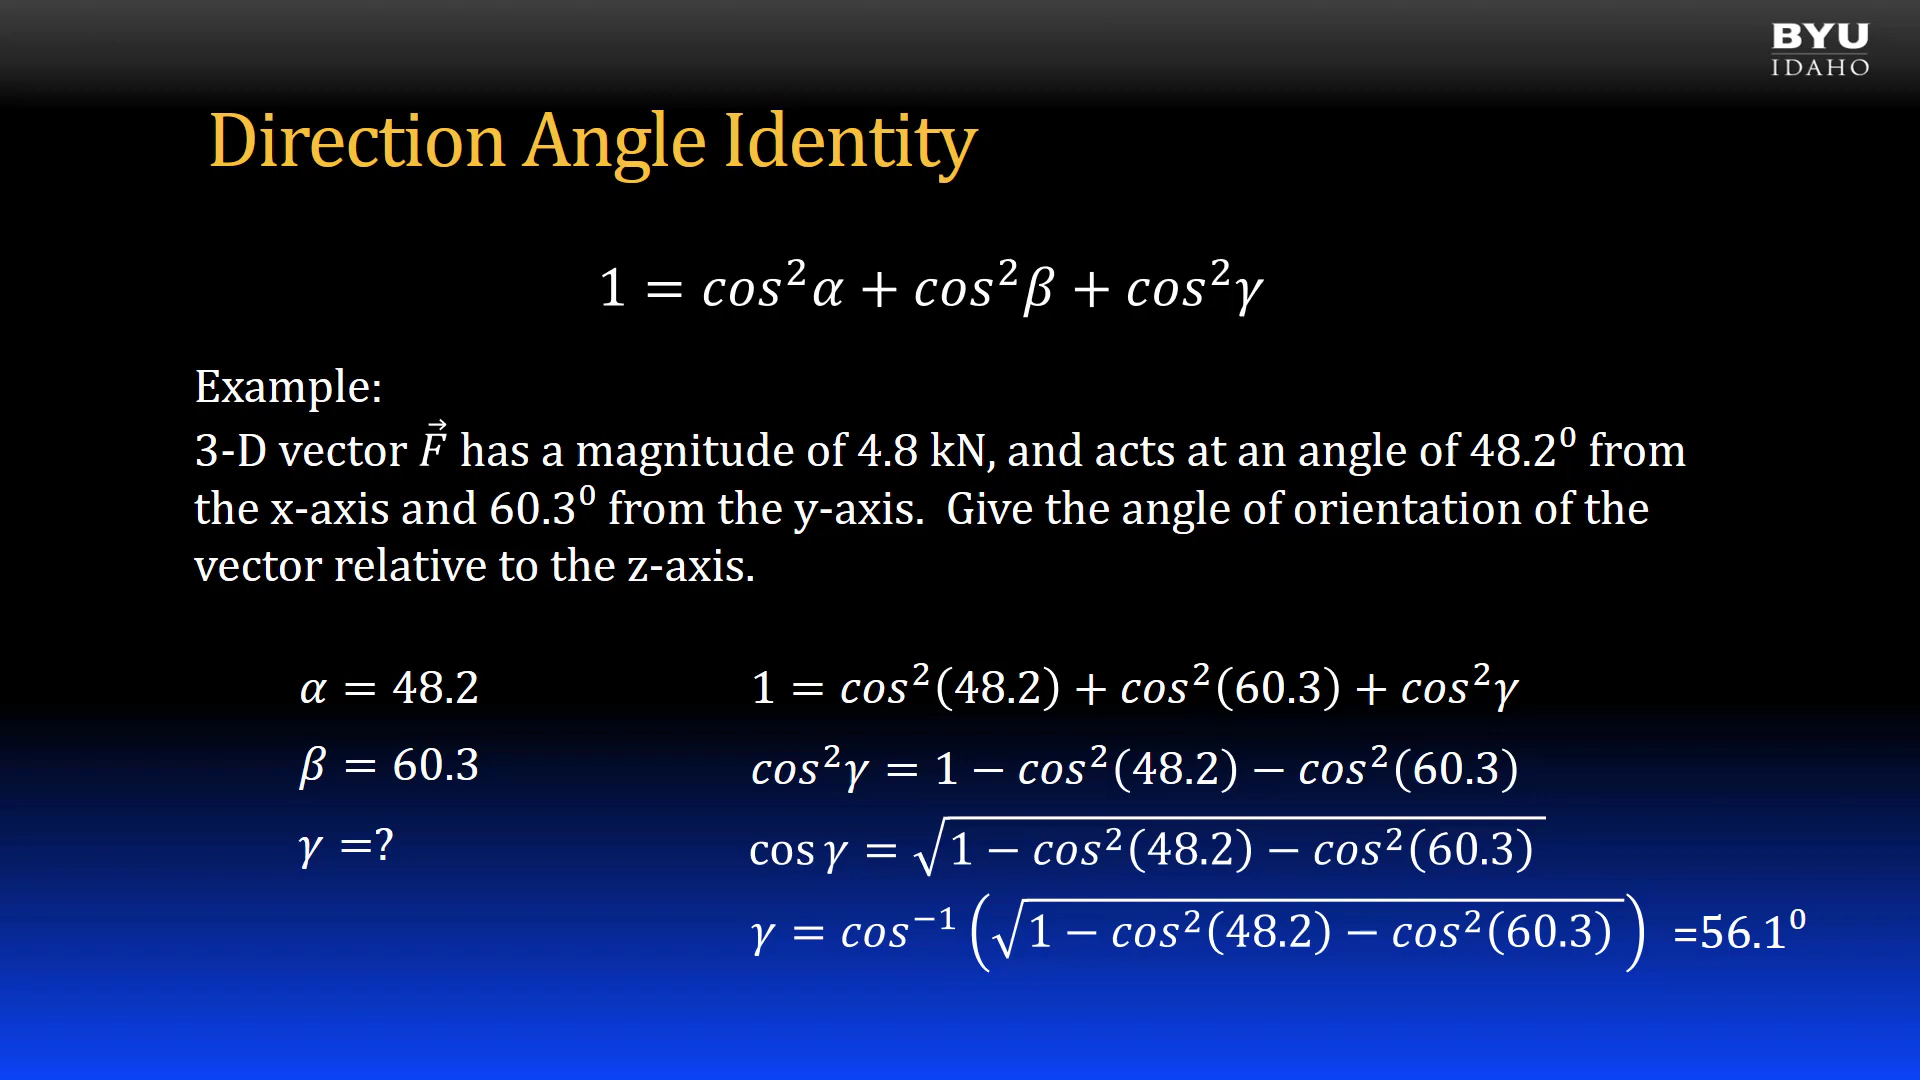 BYU
IDAHO
Direction Angle Identity
1 = cos²α + cos²β + cos²γ
Example:
3-D vector F⃗ has a magnitude of 4.8 kN, and acts at an angle of 48.2⁰ from
the x-axis and 60.3⁰ from the y-axis.  Give the angle of orientation of the
vector relative to the z-axis.
α = 48.2
β = 60.3
γ =?
1 = cos²(48.2) + cos²(60.3) + cos²γ
cos²γ = 1 − cos²(48.2) − cos²(60.3)
cos γ = √(1 − cos²(48.2) − cos²(60.3))
γ = cos⁻¹(√(1 − cos²(48.2) − cos²(60.3))) =56.1⁰